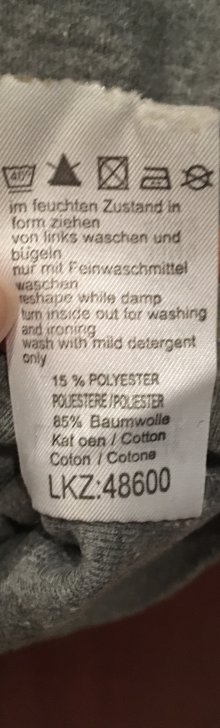 40°
im feuchten Zustand in
form ziehen
von links waschen und
bügeln
nur mit Feinwaschmittel
waschen
reshape while damp
turn inside out for washing
and ironing
wash with mild detergent
only
15 % POLYESTER
POLIESTERE /POLIESTER
85% Baumwolle
Kat oen / Cotton
Coton / Cotone
LKZ:48600